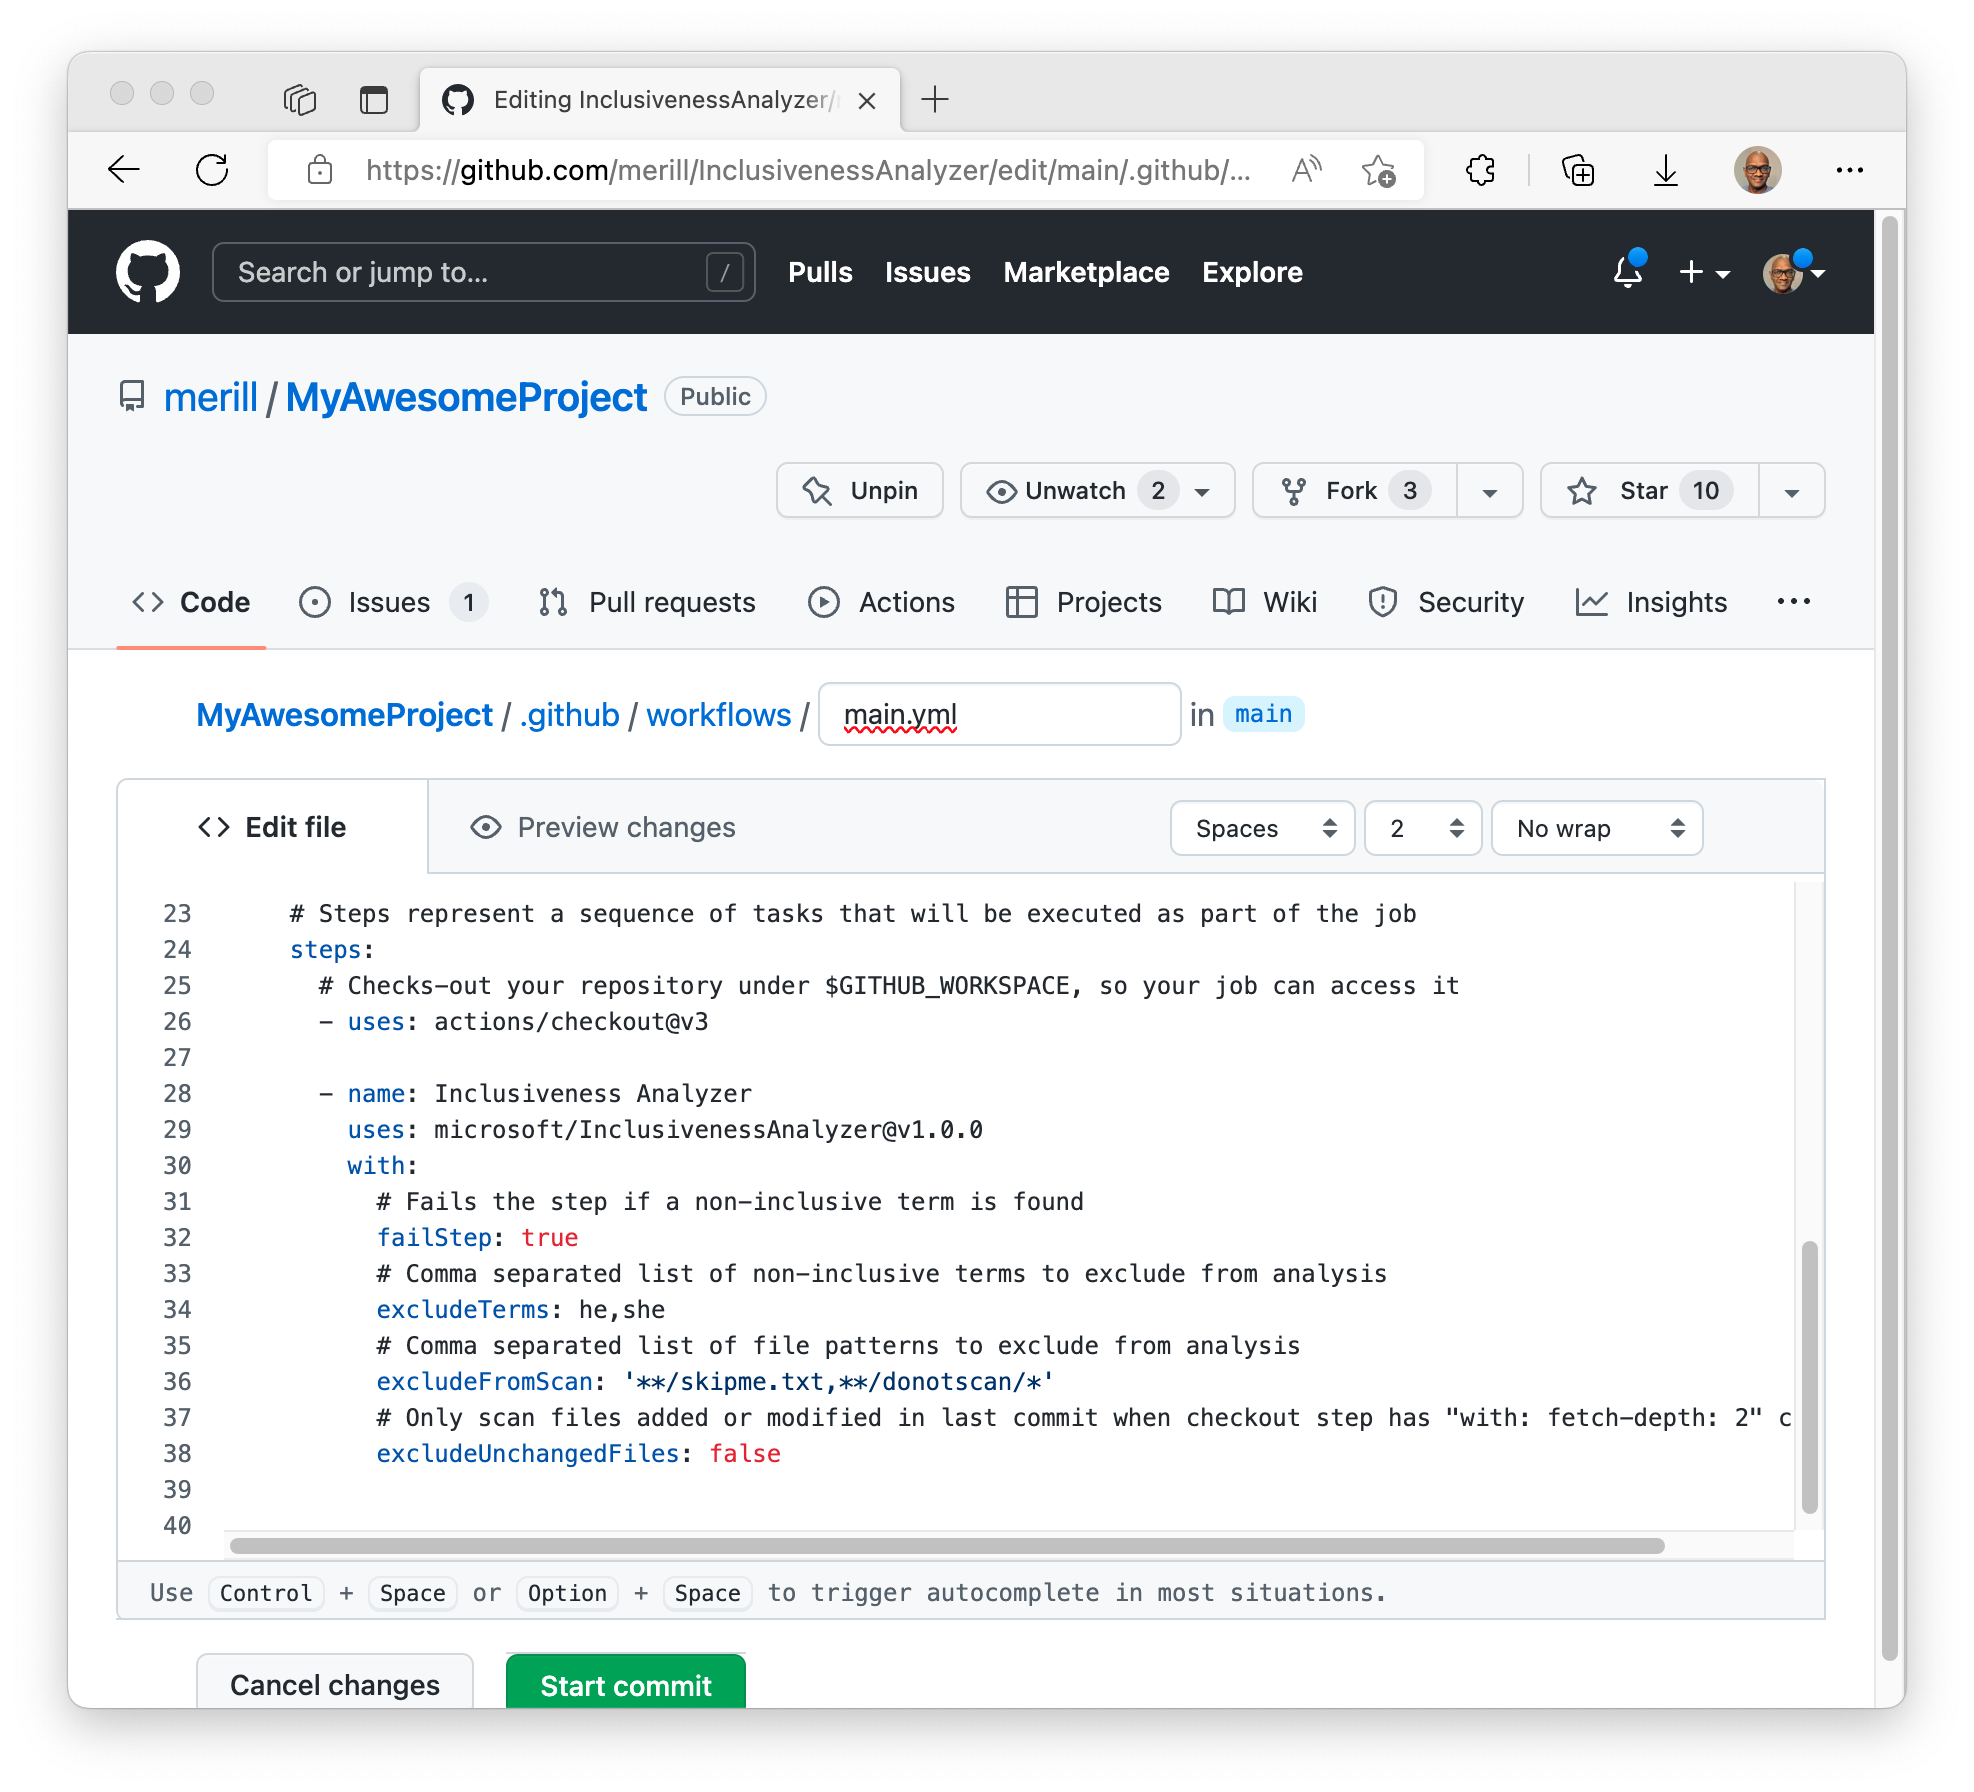 Editing InclusivenessAnalyzer/
https://github.com/merill/InclusivenessAnalyzer/edit/main/.github/...
Search or jump to... /
Pulls Issues Marketplace Explore
merill / MyAwesomeProject Public
Unpin Unwatch 2 Fork 3 Star 10
Code Issues 1 Pull requests Actions Projects Wiki Security Insights
MyAwesomeProject / .github / workflows / main.yml in main
Edit file Preview changes Spaces 2 No wrap
23 # Steps represent a sequence of tasks that will be executed as part of the job
24 steps:
25 # Checks-out your repository under $GITHUB_WORKSPACE, so your job can access it
26 - uses: actions/checkout@v3
27
28 - name: Inclusiveness Analyzer
29 uses: microsoft/InclusivenessAnalyzer@v1.0.0
30 with:
31 # Fails the step if a non-inclusive term is found
32 failStep: true
33 # Comma separated list of non-inclusive terms to exclude from analysis
34 excludeTerms: he,she
35 # Comma separated list of file patterns to exclude from analysis
36 excludeFromScan: '**/skipme.txt,**/donotscan/*'
37 # Only scan files added or modified in last commit when checkout step has "with: fetch-depth: 2" c
38 excludeUnchangedFiles: false
39
40
Use Control + Space or Option + Space to trigger autocomplete in most situations.
Cancel changes Start commit